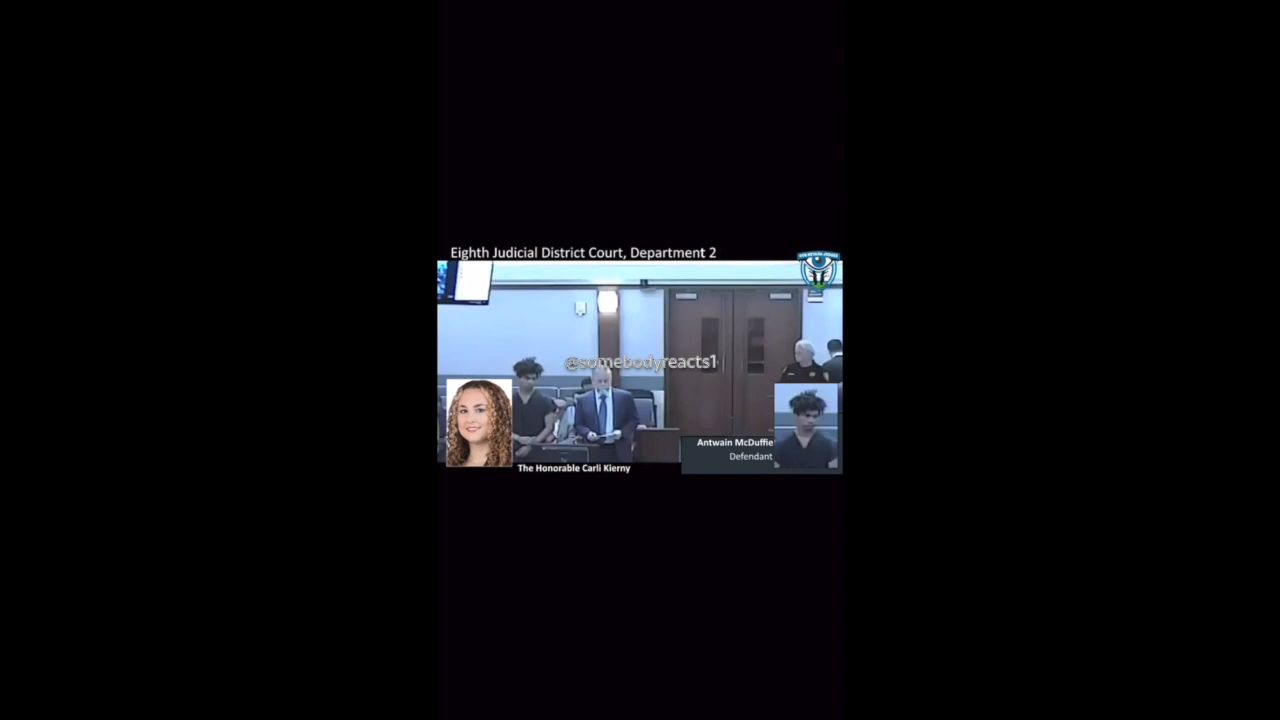 Eighth Judicial District Court, Department 2
@somebodyreacts1
Antwain McDuffie
Defendant
The Honorable Carli Kierny